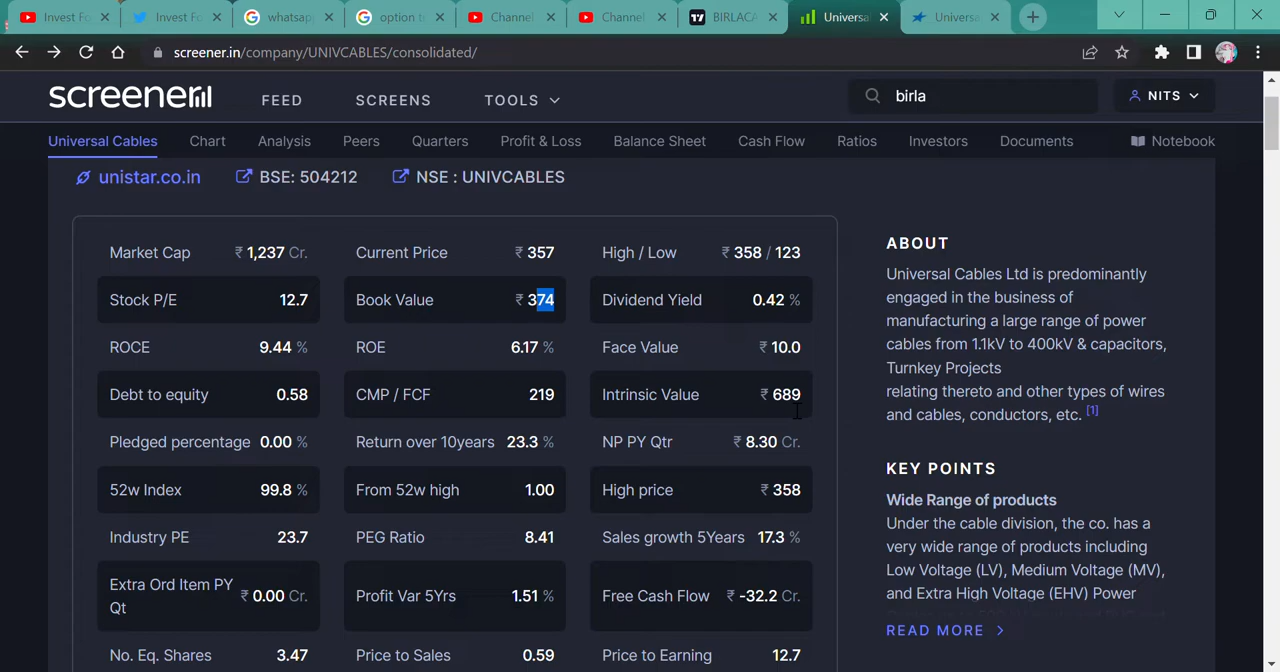 Invest Fo
Invest Fo
whatsap
option t
Channel
Channel
BIRLACA
Universa
Universa
screener.in/company/UNIVCABLES/consolidated/
screener
FEED
SCREENS
TOOLS
birla
NITS
Universal Cables
Chart
Analysis
Peers
Quarters
Profit & Loss
Balance Sheet
Cash Flow
Ratios
Investors
Documents
Notebook
unistar.co.in
BSE: 504212
NSE : UNIVCABLES
Market Cap ₹ 1,237 Cr.
Current Price ₹ 357
High / Low ₹ 358 / 123
Stock P/E 12.7
Book Value ₹ 374
Dividend Yield 0.42 %
ROCE 9.44 %
ROE 6.17 %
Face Value ₹ 10.0
Debt to equity 0.58
CMP / FCF 219
Intrinsic Value ₹ 689
Pledged percentage 0.00 %
Return over 10years 23.3 %
NP PY Qtr ₹ 8.30 Cr.
52w Index 99.8 %
From 52w high 1.00
High price ₹ 358
Industry PE 23.7
PEG Ratio 8.41
Sales growth 5Years 17.3 %
Extra Ord Item PY
Qt ₹ 0.00 Cr.
Profit Var 5Yrs 1.51 %
Free Cash Flow ₹ -32.2 Cr.
No. Eq. Shares 3.47
Price to Sales 0.59
Price to Earning 12.7
ABOUT
Universal Cables Ltd is predominantly
engaged in the business of
manufacturing a large range of power
cables from 1.1kV to 400kV & capacitors,
Turnkey Projects
relating thereto and other types of wires
and cables, conductors, etc. [1]
KEY POINTS
Wide Range of products
Under the cable division, the co. has a
very wide range of products including
Low Voltage (LV), Medium Voltage (MV),
and Extra High Voltage (EHV) Power
READ MORE